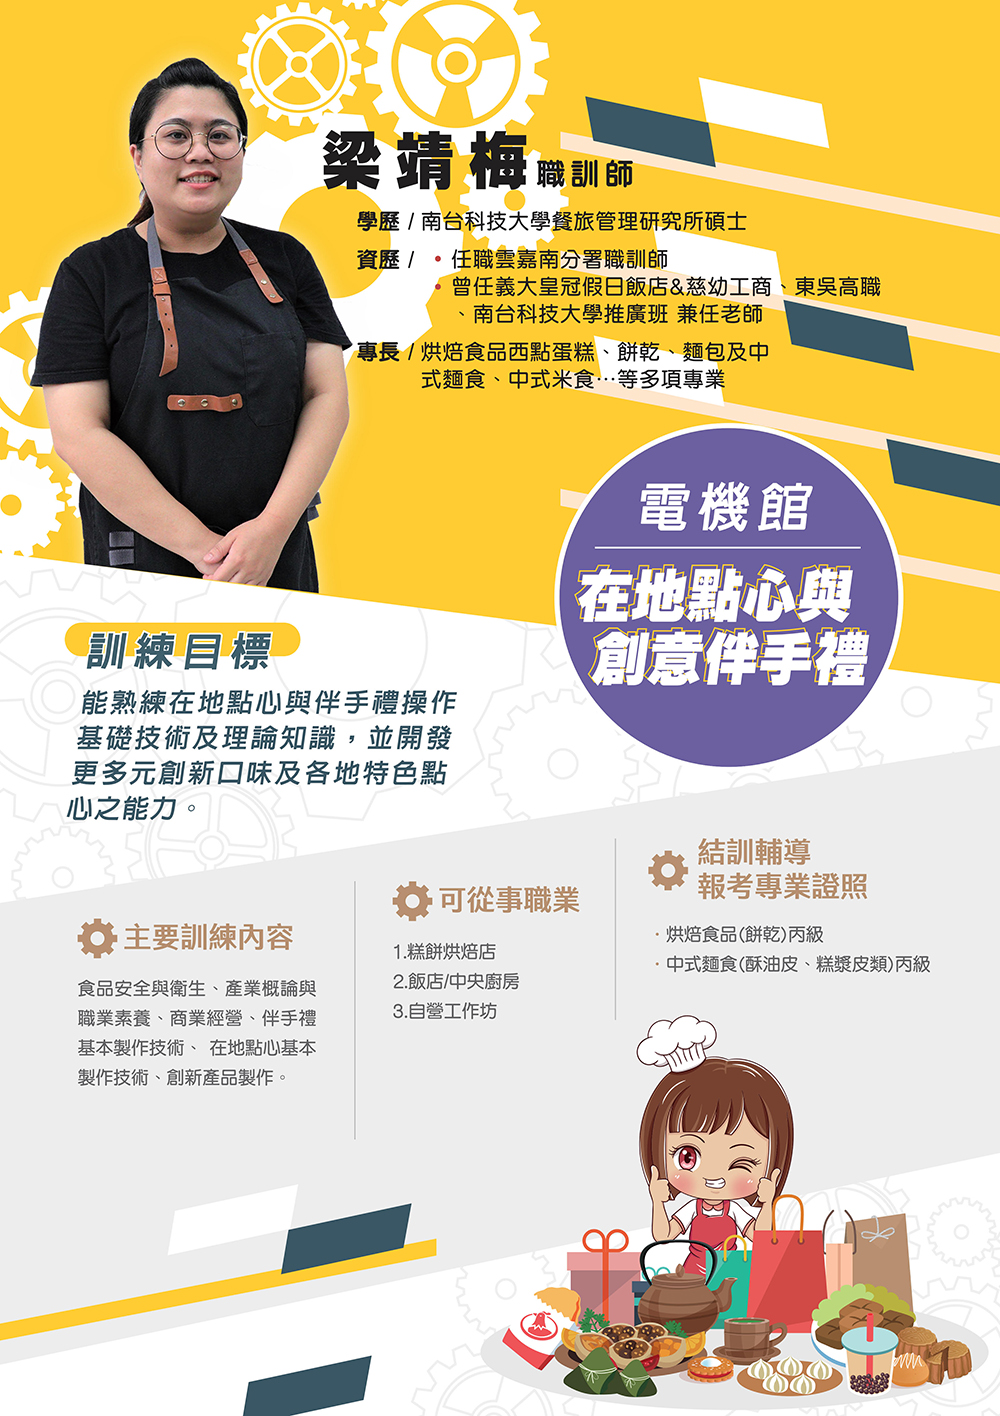 梁靖梅 職訓師
學歷 / 南台科技大學餐旅管理研究所碩士
資歷 / • 任職雲嘉南分署職訓師
• 曾任義大皇冠假日飯店&慈幼工商、東吳高職
、南台科技大學推廣班 兼任老師
專長 / 烘焙食品西點蛋糕、餅乾、麵包及中
式麵食、中式米食…等多項專業
電機館
在地點心與
創意伴手禮
訓練目標
能熟練在地點心與伴手禮操作
基礎技術及理論知識，並開發
更多元創新口味及各地特色點
心之能力。
主要訓練內容
食品安全與衛生、產業概論與
職業素養、商業經營、伴手禮
基本製作技術、 在地點心基本
製作技術、創新產品製作。
可從事職業
1.糕餅烘焙店
2.飯店/中央廚房
3.自營工作坊
結訓輔導
報考專業證照
· 烘焙食品(餅乾)丙級
· 中式麵食(酥油皮、糕漿皮類)丙級